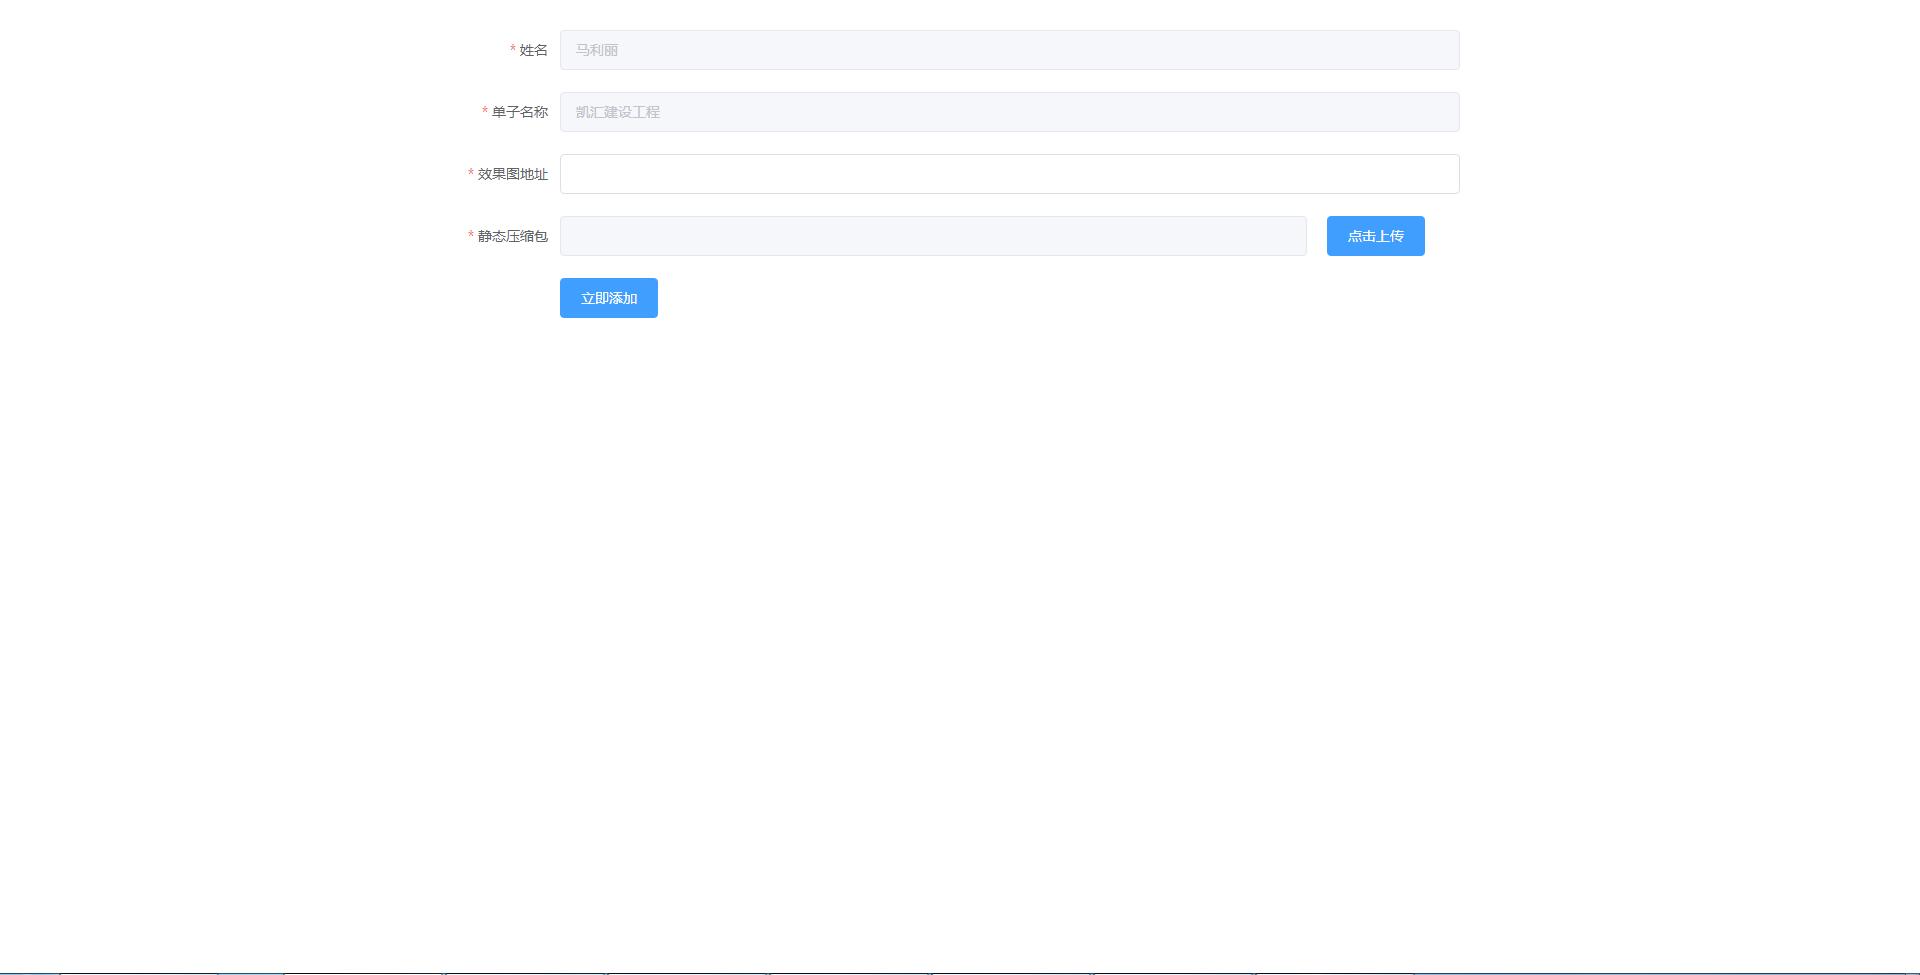 * 姓名 马利丽
* 单子名称 凯汇建设工程
* 效果图地址
* 静态压缩包 点击上传
立即添加